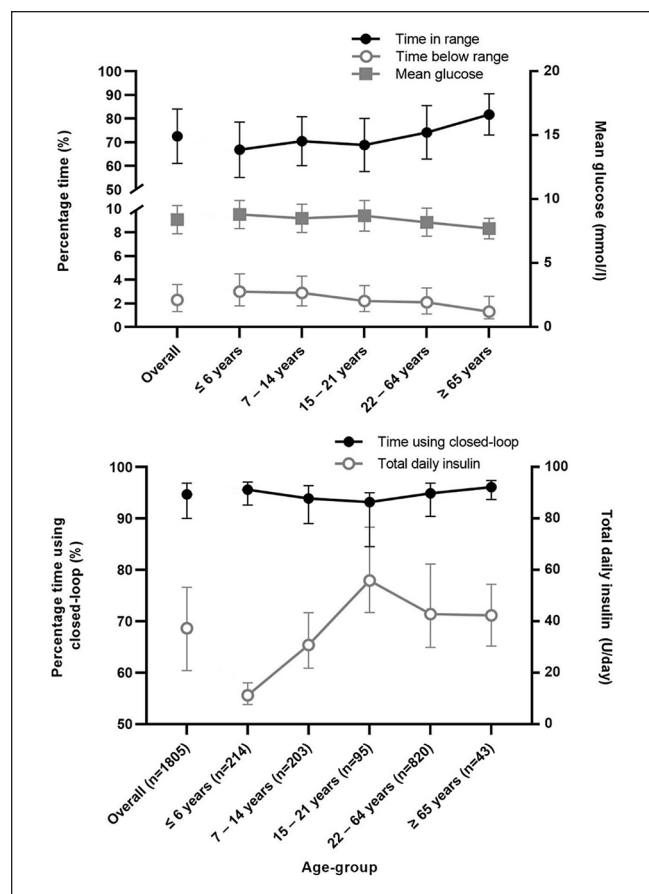 Time in range
Time below range
Mean glucose
100
90
80
70
60
50
10
8
6
4
2
0
Percentage time (%)
20
15
10
5
0
Mean glucose (mmol/l)
Overall
≤ 6 years
7 – 14 years
15 – 21 years
22 – 64 years
≥ 65 years
Time using closed-loop
Total daily insulin
100
90
80
70
60
50
Percentage time using
closed-loop (%)
100
80
60
40
20
0
Total daily insulin (U/day)
Overall (n=1805)
≤ 6 years (n=214)
7 – 14 years (n=203)
15 – 21 years (n=95)
22 – 64 years (n=820)
≥ 65 years (n=43)
Age-group